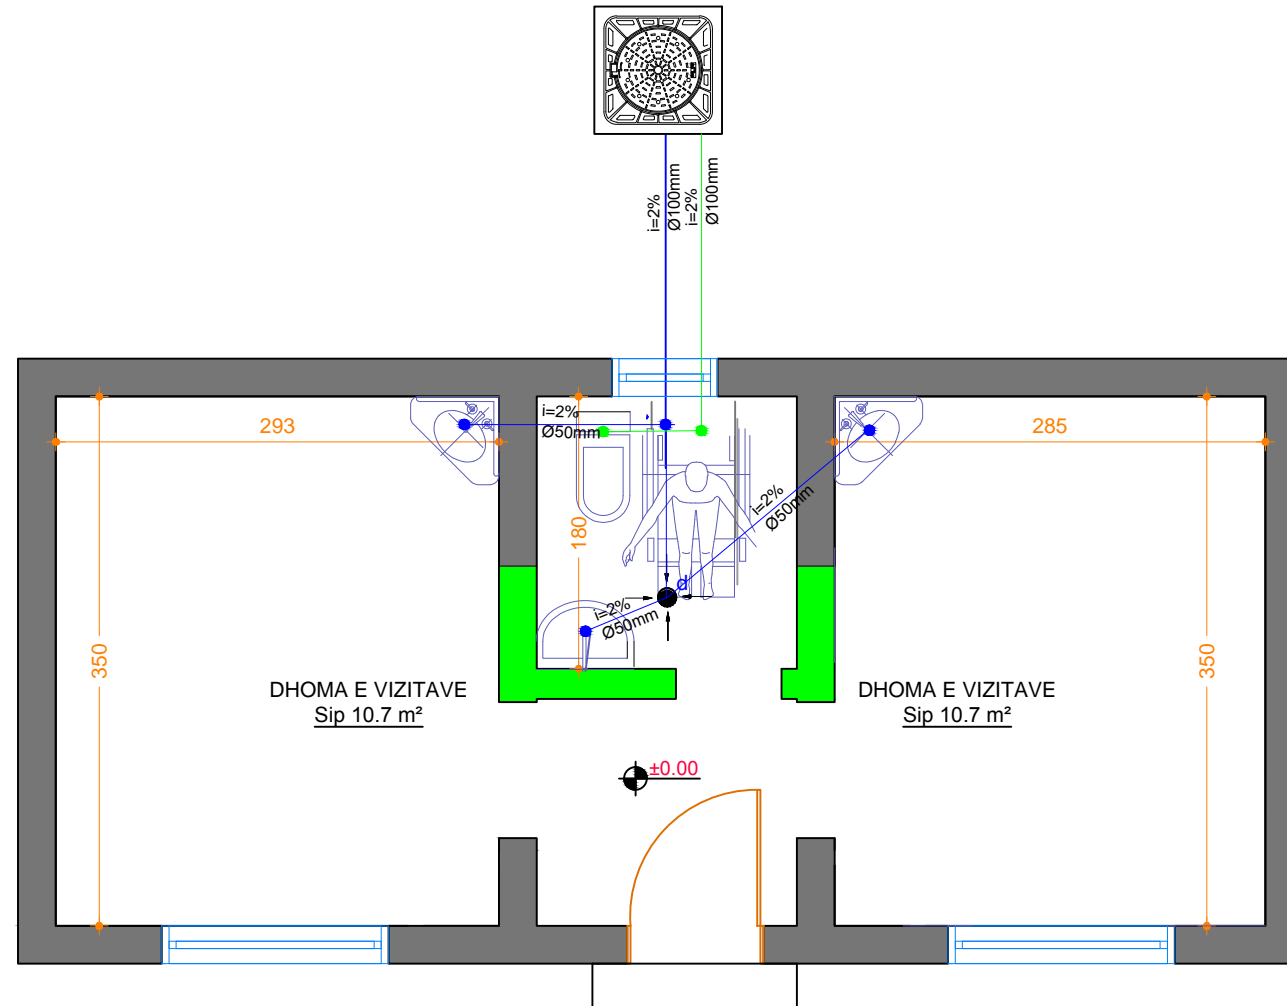 i=2%
Ø100mm
i=2%
Ø100mm
i=2%
Ø50mm
293
285
i=2%
Ø50mm
180
d
i=2%
Ø50mm
350
350
DHOMA E VIZITAVE
Sip 10.7 m²
DHOMA E VIZITAVE
Sip 10.7 m²
±0.00